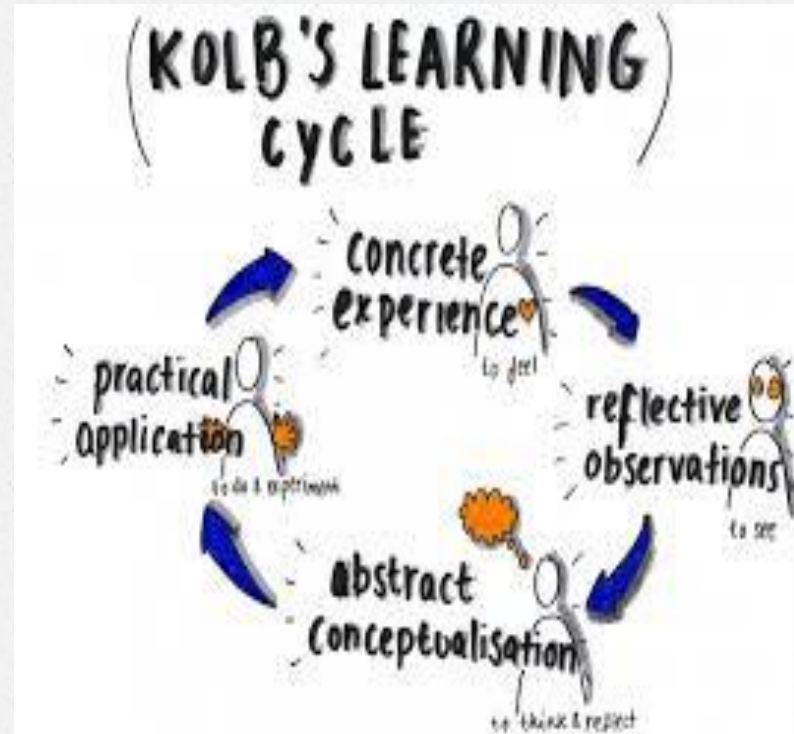 (KOLB'S LEARNING
CYCLE)
concrete
experience
to feel
reflective
observations
to see
abstract
conceptualisation
to think & reflect
practical
application
to do & experiment